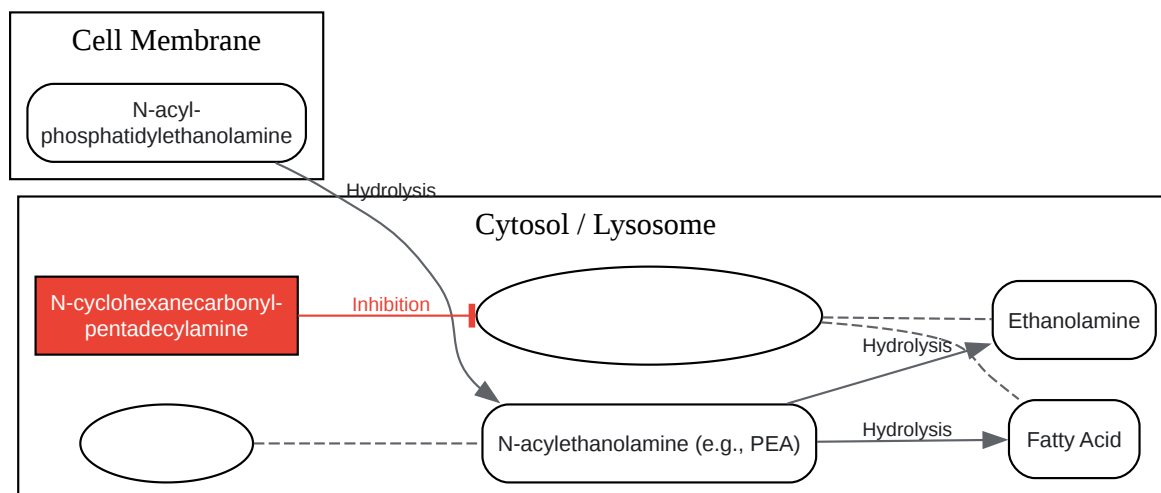 Cell Membrane
N-acyl-
phosphatidylethanolamine
Hydrolysis
Cytosol / Lysosome
N-cyclohexanecarbonyl-
pentadecylamine
Inhibition
Ethanolamine
Hydrolysis
N-acylethanolamine (e.g., PEA)
Hydrolysis
Fatty Acid